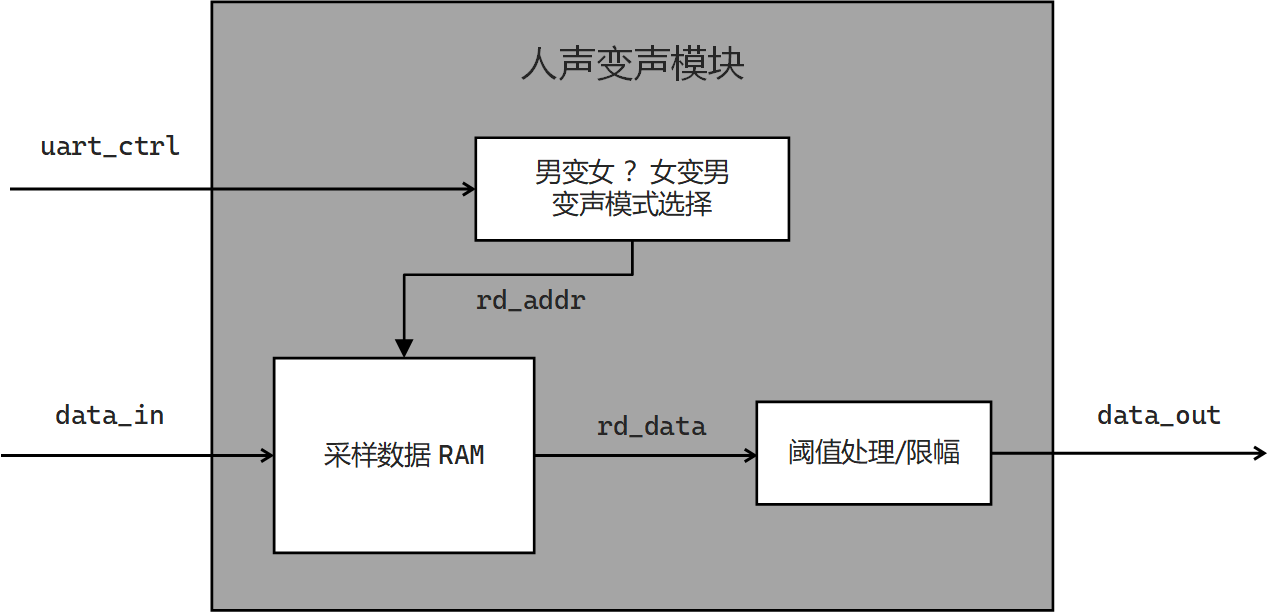 人声变声模块
uart_ctrl
男变女？女变男
变声模式选择
rd_addr
data_in
采样数据 RAM
rd_data
阈值处理/限幅
data_out